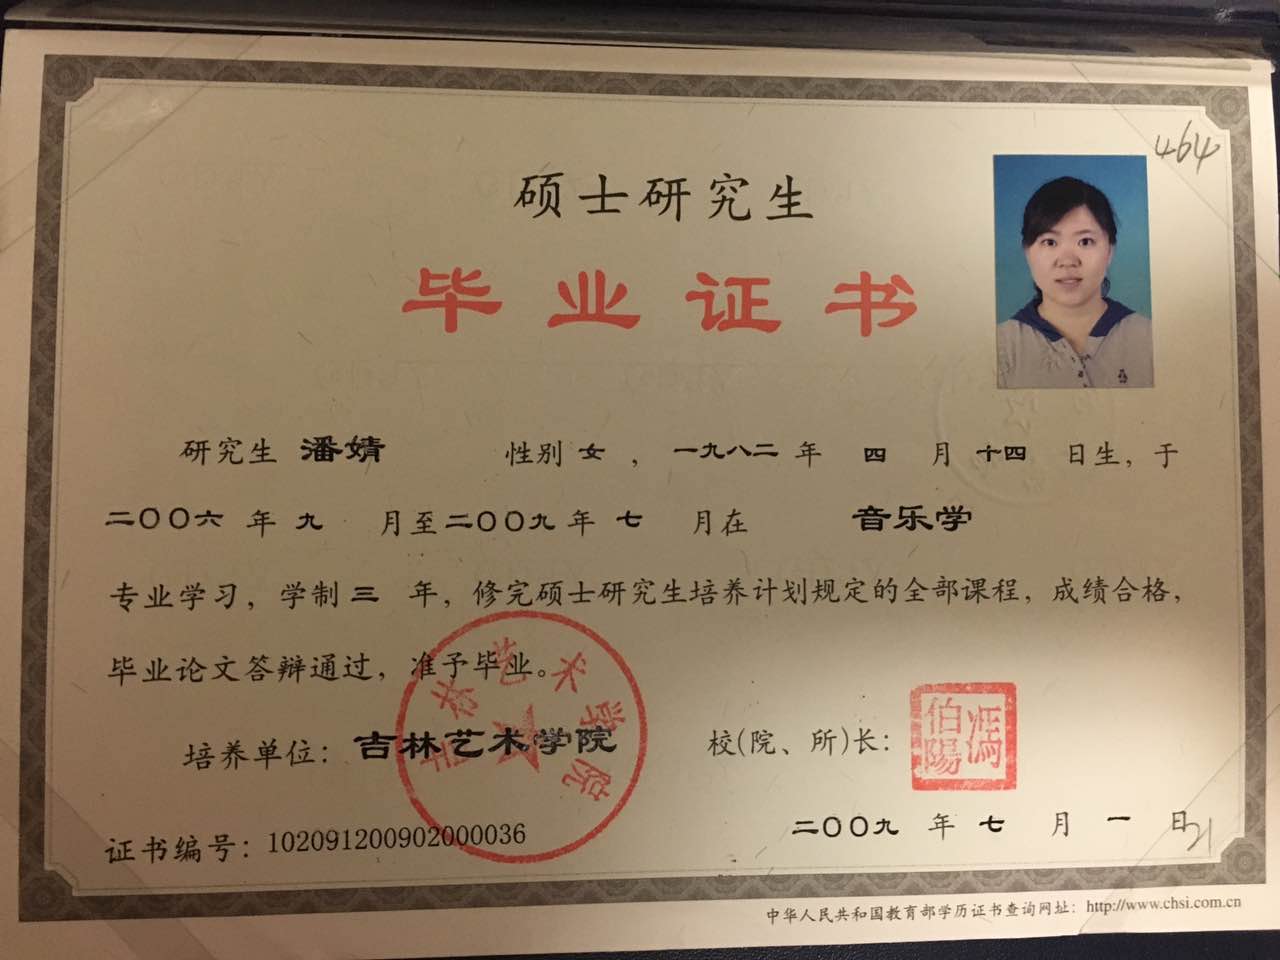 464
硕士研究生
毕业证书
研究生 潘婧 性别 女 ，一九八二 年 四 月 十四 日生，于
二〇〇六 年 九 月至 二〇〇九 年 七 月在 音乐学
专业学习，学制 三 年，修完硕士研究生培养计划规定的全部课程，成绩合格，
毕业论文答辩通过，准予毕业。
吉林艺术学院
培养单位：吉林艺术学院 校(院、所)长：
冯伯陽
证书编号：102091200902000036 二〇〇九 年 七 月 一 日
21
中华人民共和国教育部学历证书查询网址：http://www.chsi.com.cn